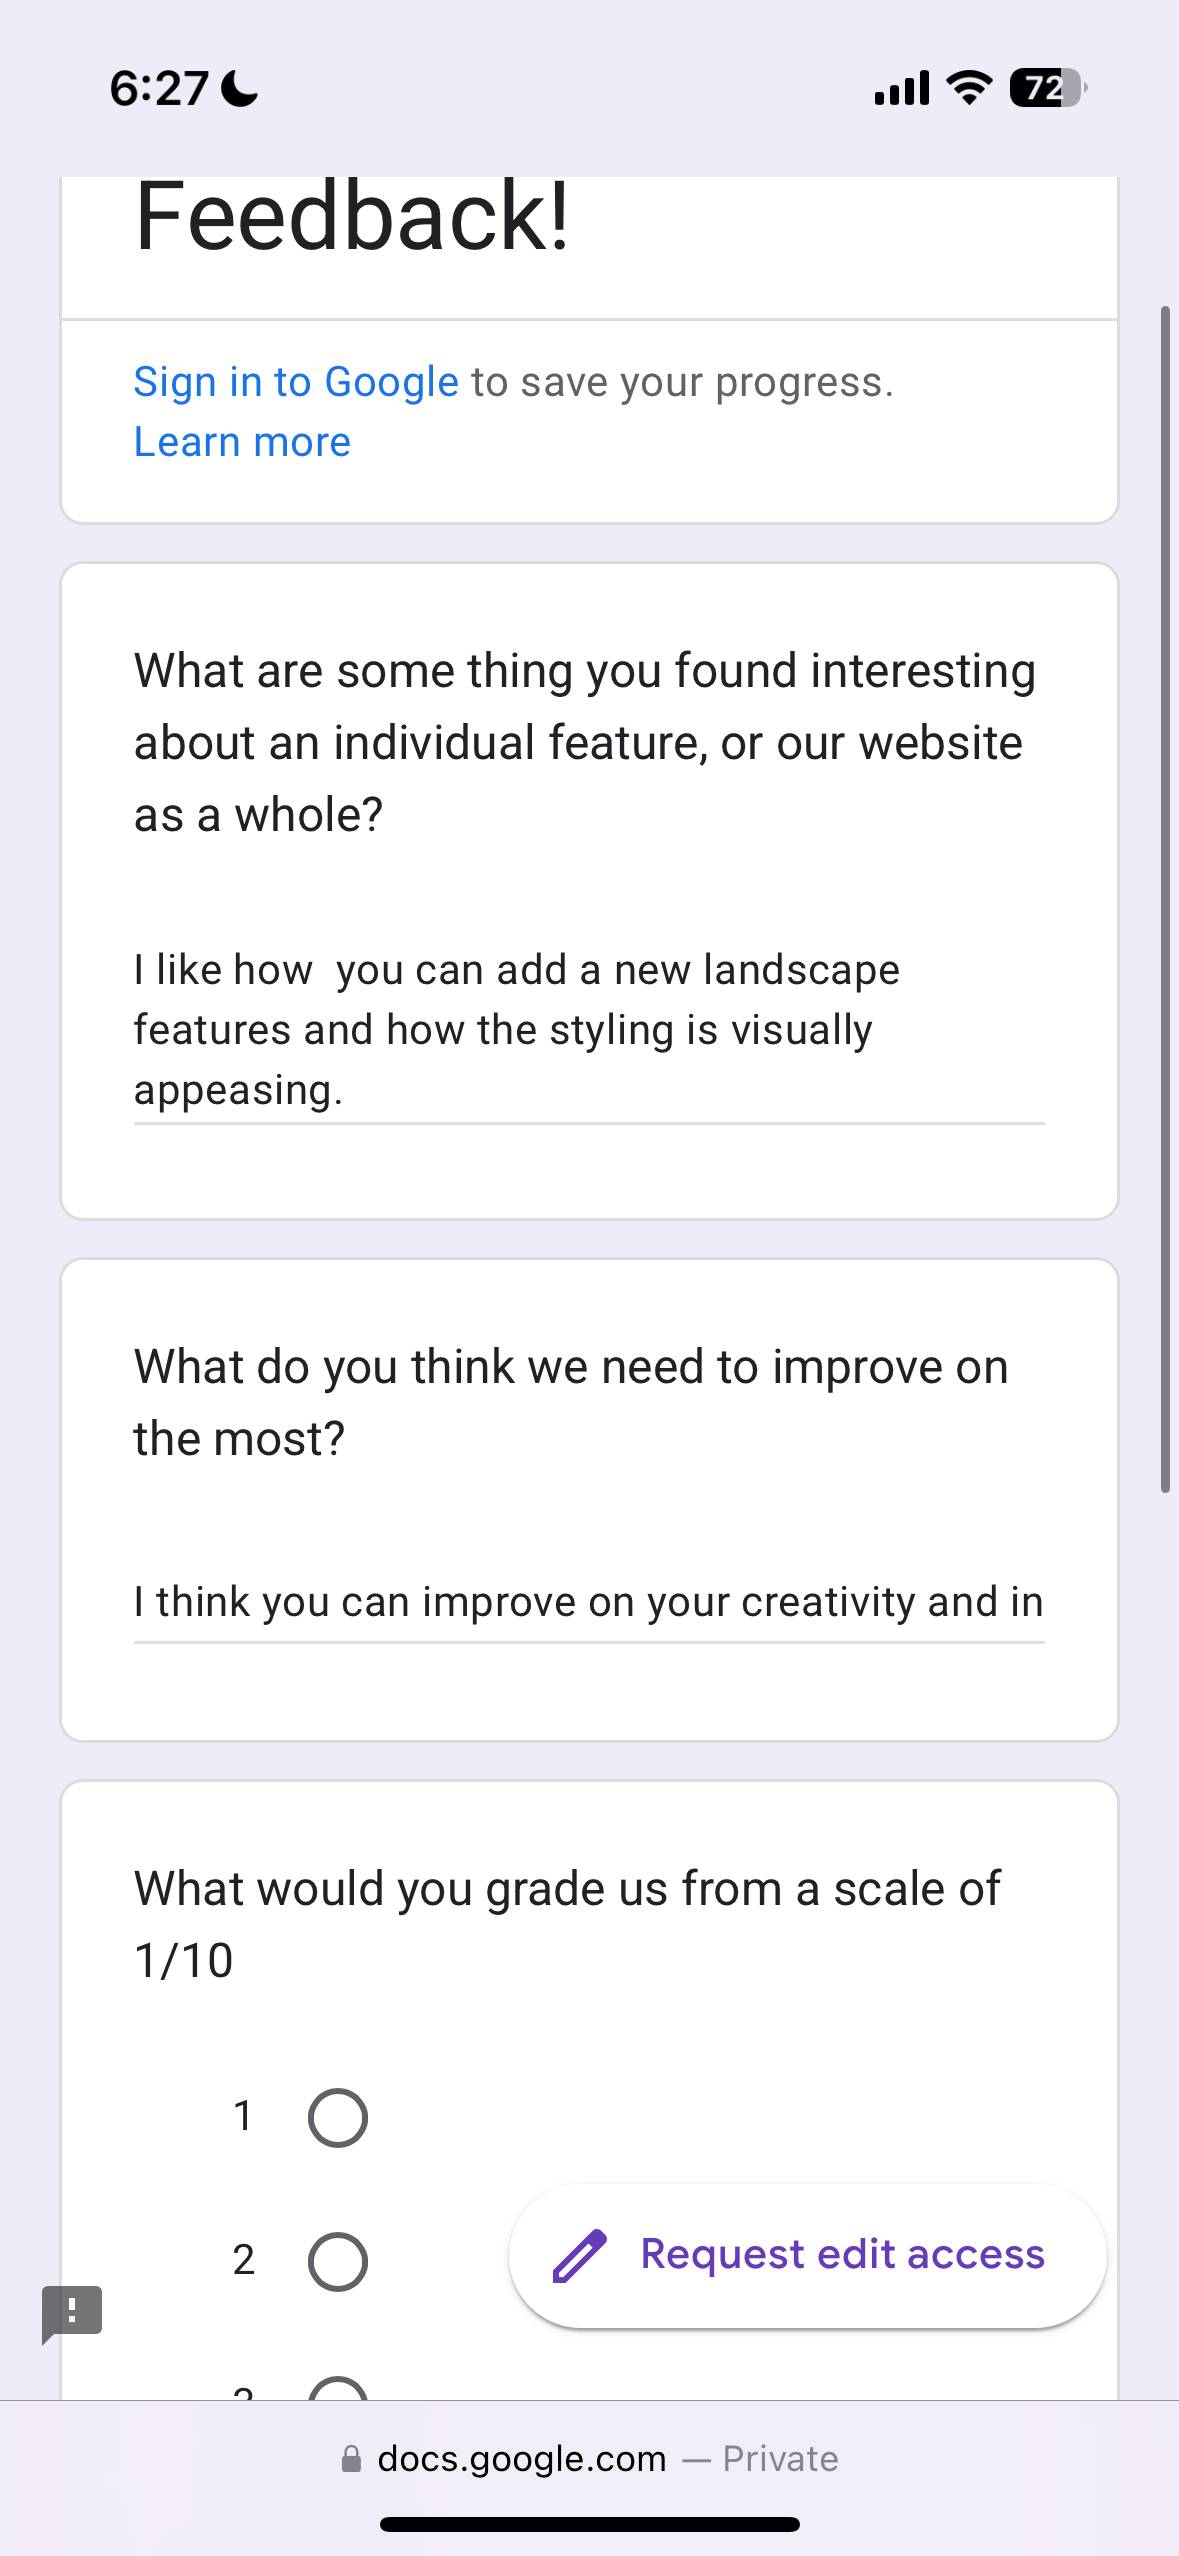 6:27
72
Feedback!
Sign in to Google to save your progress.
Learn more
What are some thing you found interesting
about an individual feature, or our website
as a whole?
I like how  you can add a new landscape
features and how the styling is visually
appeasing.
What do you think we need to improve on
the most?
I think you can improve on your creativity and in
What would you grade us from a scale of
1/10
1
2
Request edit access
docs.google.com — Private